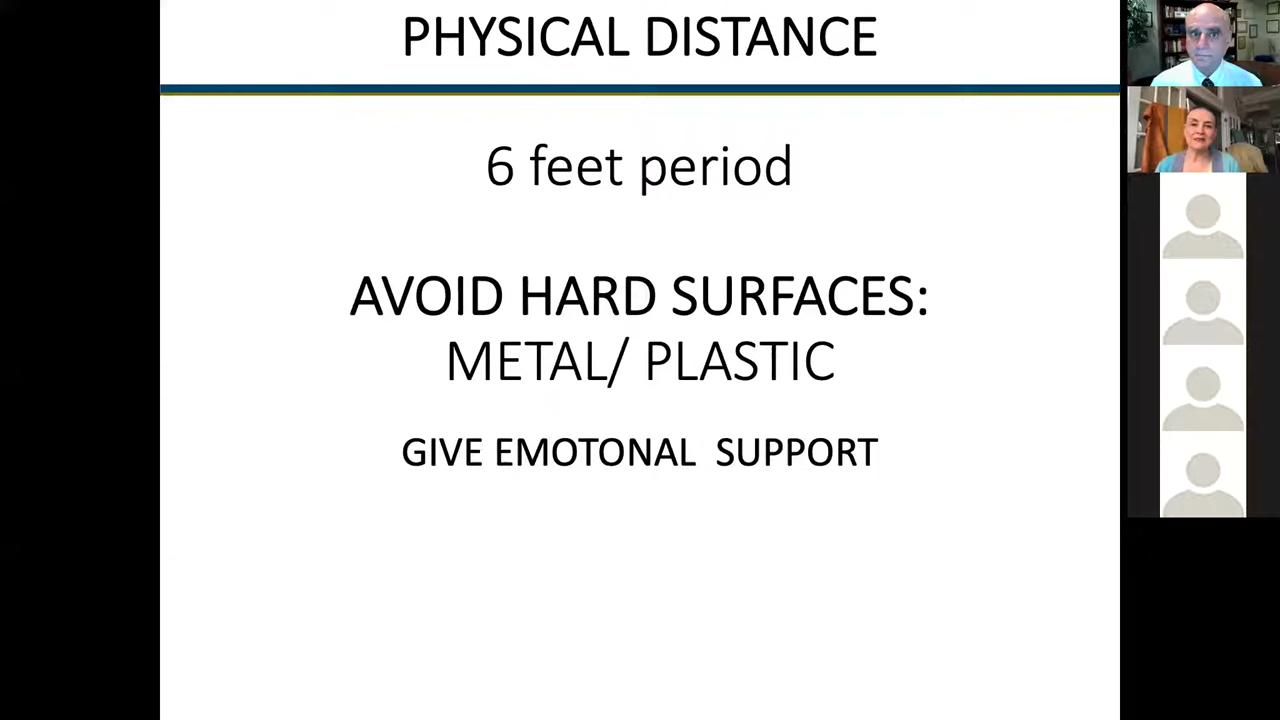 PHYSICAL DISTANCE
6 feet period
AVOID HARD SURFACES:
METAL/ PLASTIC
GIVE EMOTONAL  SUPPORT